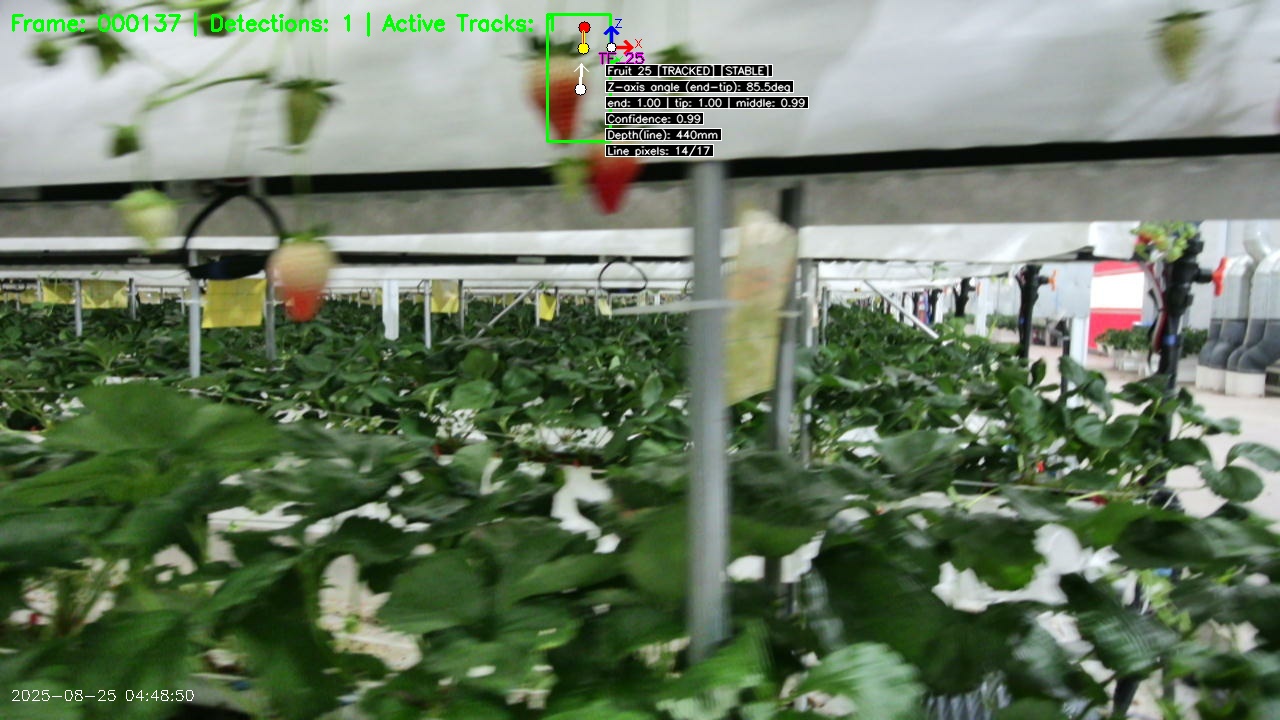 Frame: 000137 | Detections: 1 | Active Tracks: 1
Z
X
TF_25
Fruit 25 [TRACKED] [STABLE]
Z-axis angle (end-tip): 85.5deg
end: 1.00 | tip: 1.00 | middle: 0.99
Confidence: 0.99
Depth(line): 440mm
Line pixels: 14/17
2025-08-25 04:48:50